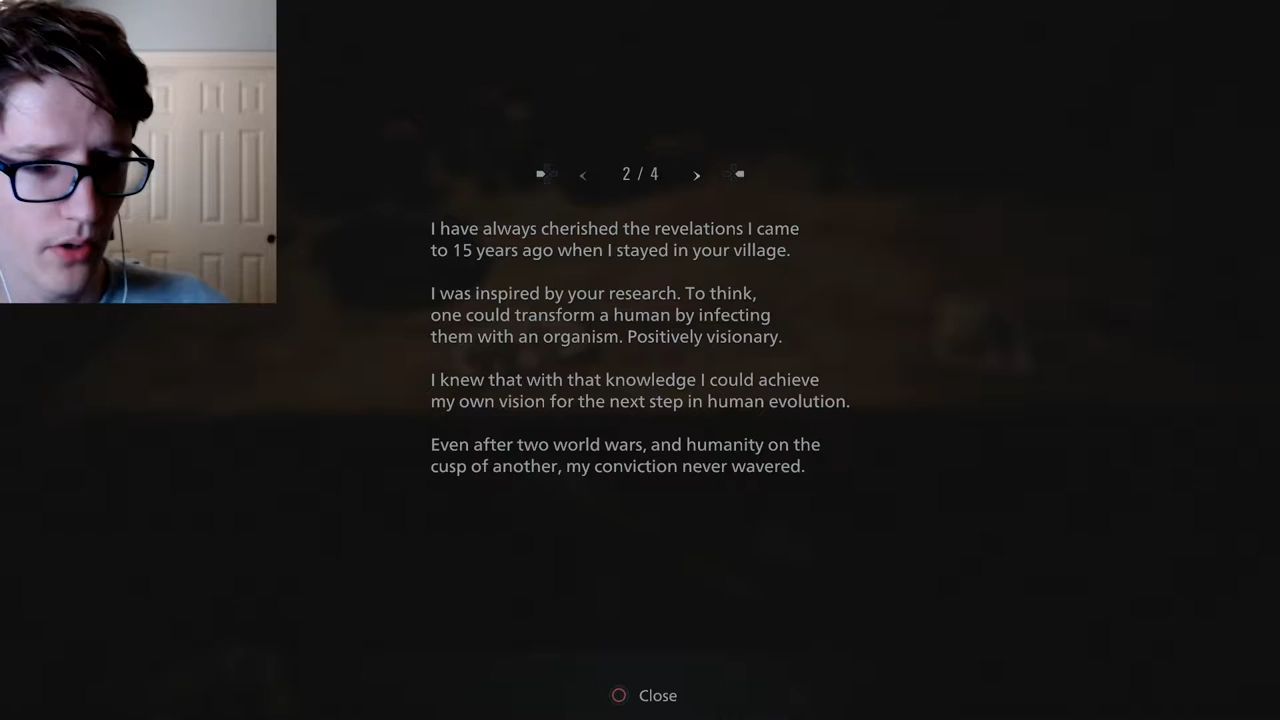 2 / 4
I have always cherished the revelations I came
to 15 years ago when I stayed in your village.
I was inspired by your research. To think,
one could transform a human by infecting
them with an organism. Positively visionary.
I knew that with that knowledge I could achieve
my own vision for the next step in human evolution.
Even after two world wars, and humanity on the
cusp of another, my conviction never wavered.
Close